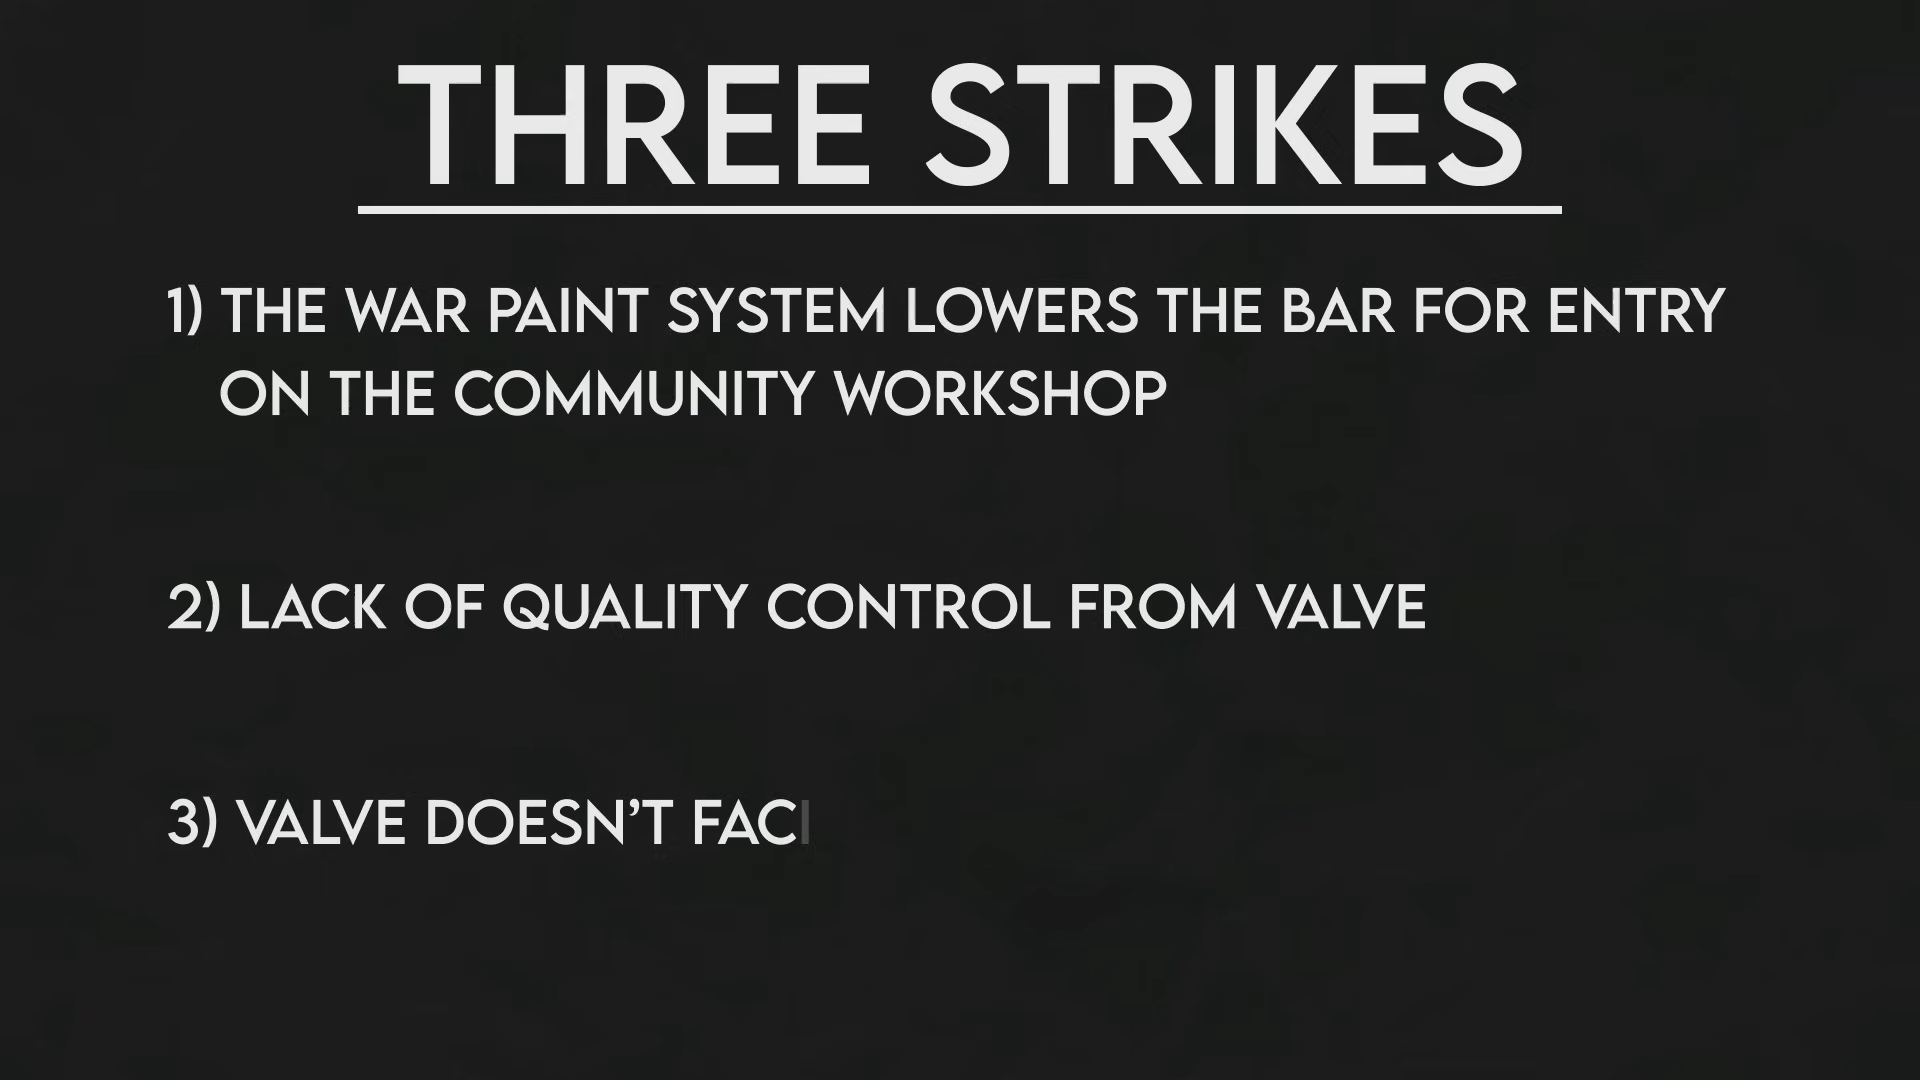 THREE STRIKES
1) THE WAR PAINT SYSTEM LOWERS THE BAR FOR ENTRY
ON THE COMMUNITY WORKSHOP
2) LACK OF QUALITY CONTROL FROM VALVE
3) VALVE DOESN’T FACI